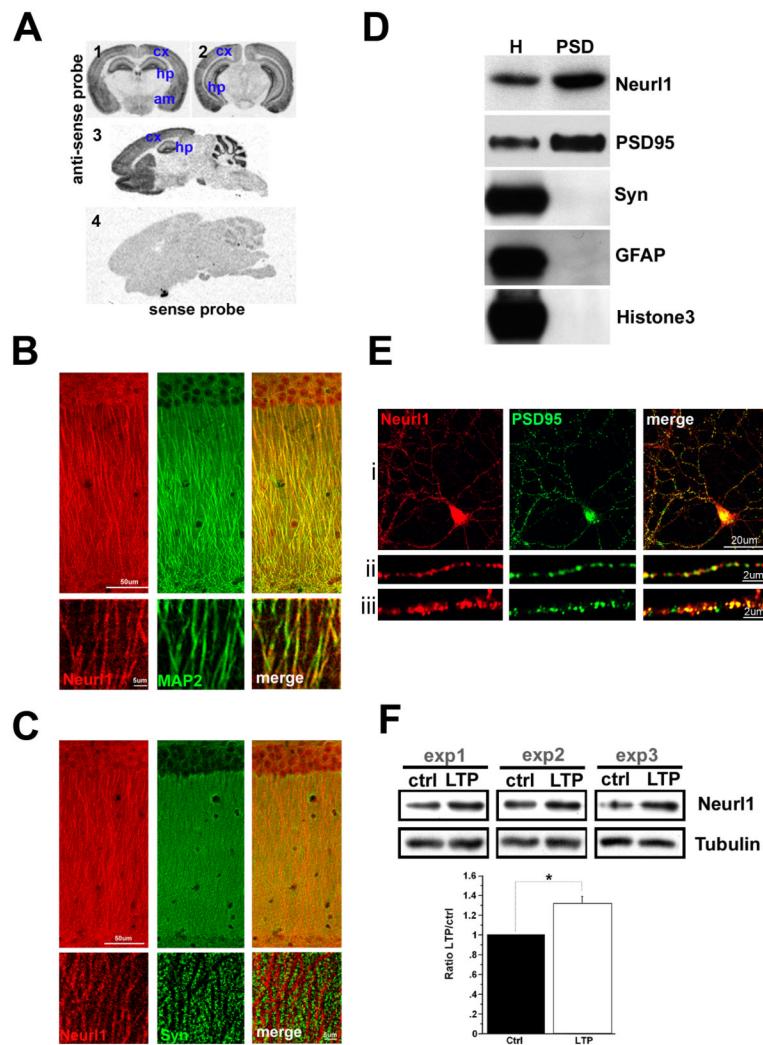 A
anti-sense probe
1
cx
hp
am
2
cx
hp
3
cx
hp
4
sense probe
B
50um
Neurl1
5um
MAP2
merge
C
50um
Neurl1
Syn
merge
5um
D
H PSD
Neurl1
PSD95
Syn
GFAP
Histone3
E
Neurl1
PSD95
merge
i
20um
ii
2um
iii
2um
F
exp1 exp2 exp3
ctrl LTP ctrl LTP ctrl LTP
Neurl1
Tubulin
Ratio LTP/ctrl
1.6
1.4
1.2
1
.8
.6
.4
.2
0
*
Ctrl LTP